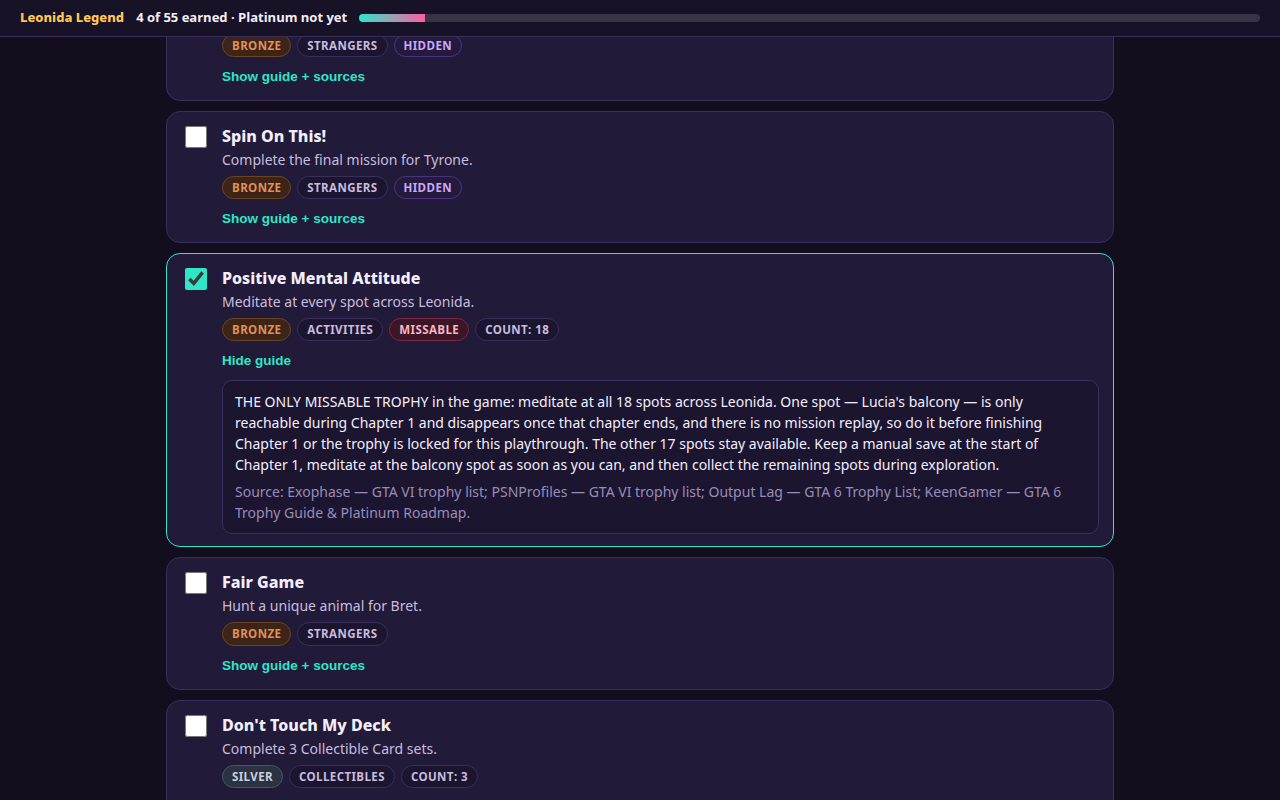 Leonida Legend 4 of 55 earned · Platinum not yet
BRONZE STRANGERS HIDDEN
Show guide + sources
Spin On This!
Complete the final mission for Tyrone.
BRONZE STRANGERS HIDDEN
Show guide + sources
Positive Mental Attitude
Meditate at every spot across Leonida.
BRONZE ACTIVITIES MISSABLE COUNT: 18
Hide guide
THE ONLY MISSABLE TROPHY in the game: meditate at all 18 spots across Leonida. One spot — Lucia's balcony — is only
reachable during Chapter 1 and disappears once that chapter ends, and there is no mission replay, so do it before finishing
Chapter 1 or the trophy is locked for this playthrough. The other 17 spots stay available. Keep a manual save at the start of
Chapter 1, meditate at the balcony spot as soon as you can, and then collect the remaining spots during exploration.
Source: Exophase — GTA VI trophy list; PSNProfiles — GTA VI trophy list; Output Lag — GTA 6 Trophy List; KeenGamer — GTA 6
Trophy Guide & Platinum Roadmap.
Fair Game
Hunt a unique animal for Bret.
BRONZE STRANGERS
Show guide + sources
Don't Touch My Deck
Complete 3 Collectible Card sets.
SILVER COLLECTIBLES COUNT: 3